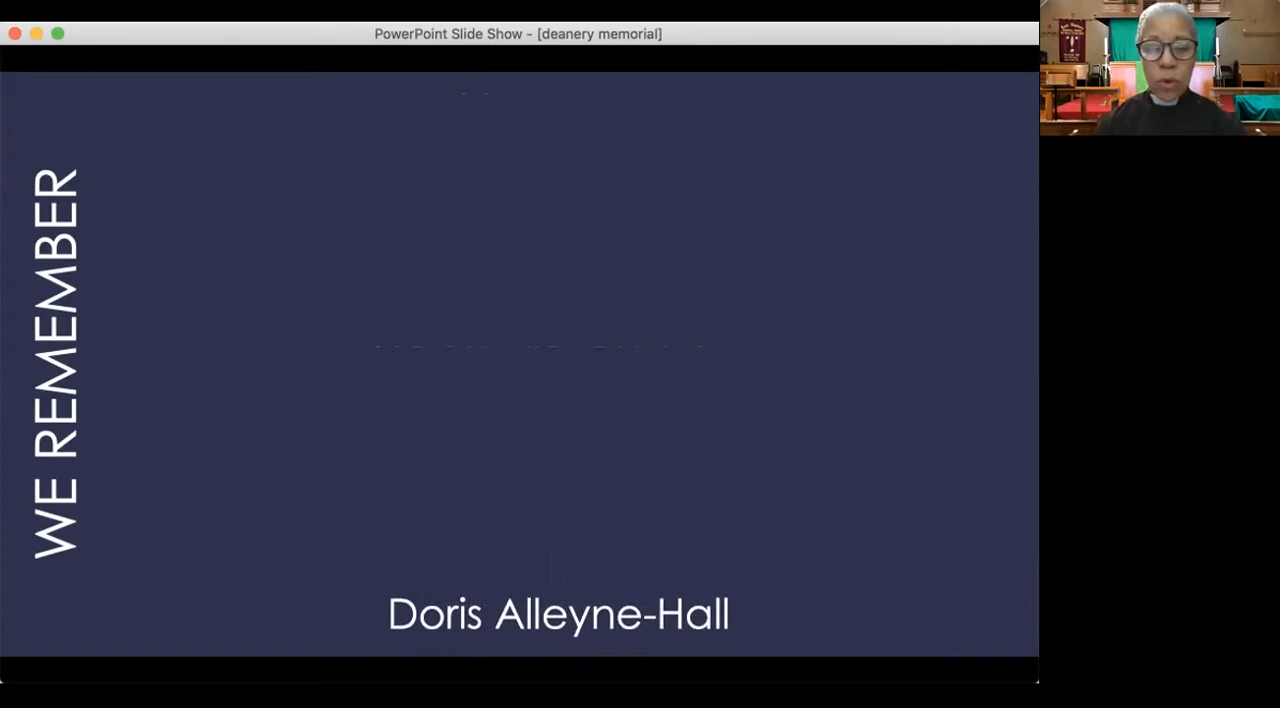 PowerPoint Slide Show - [deanery memorial]
WE REMEMBER
Doris Alleyne-Hall